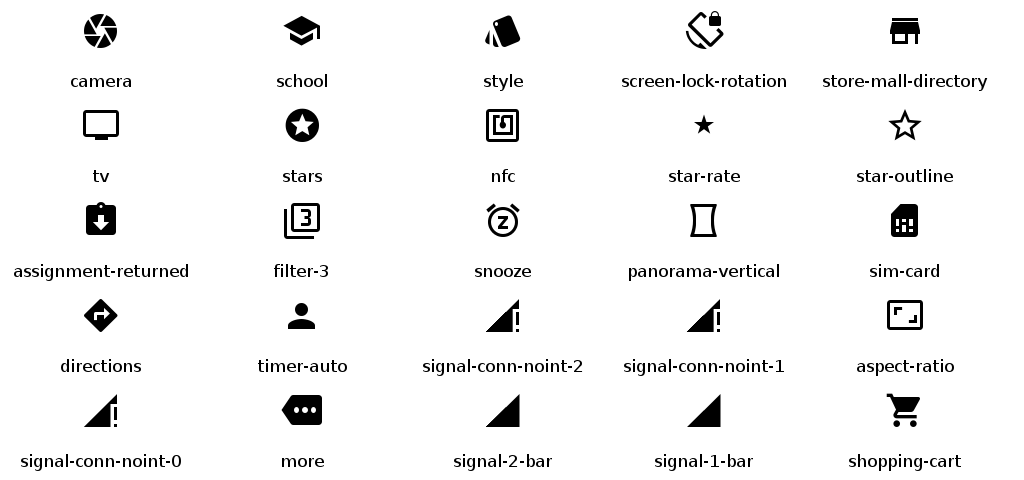 camera school style screen-lock-rotation store-mall-directory
tv stars nfc star-rate star-outline
3 z
assignment-returned filter-3 snooze panorama-vertical sim-card
directions timer-auto signal-conn-noint-2 signal-conn-noint-1 aspect-ratio
signal-conn-noint-0 more signal-2-bar signal-1-bar shopping-cart